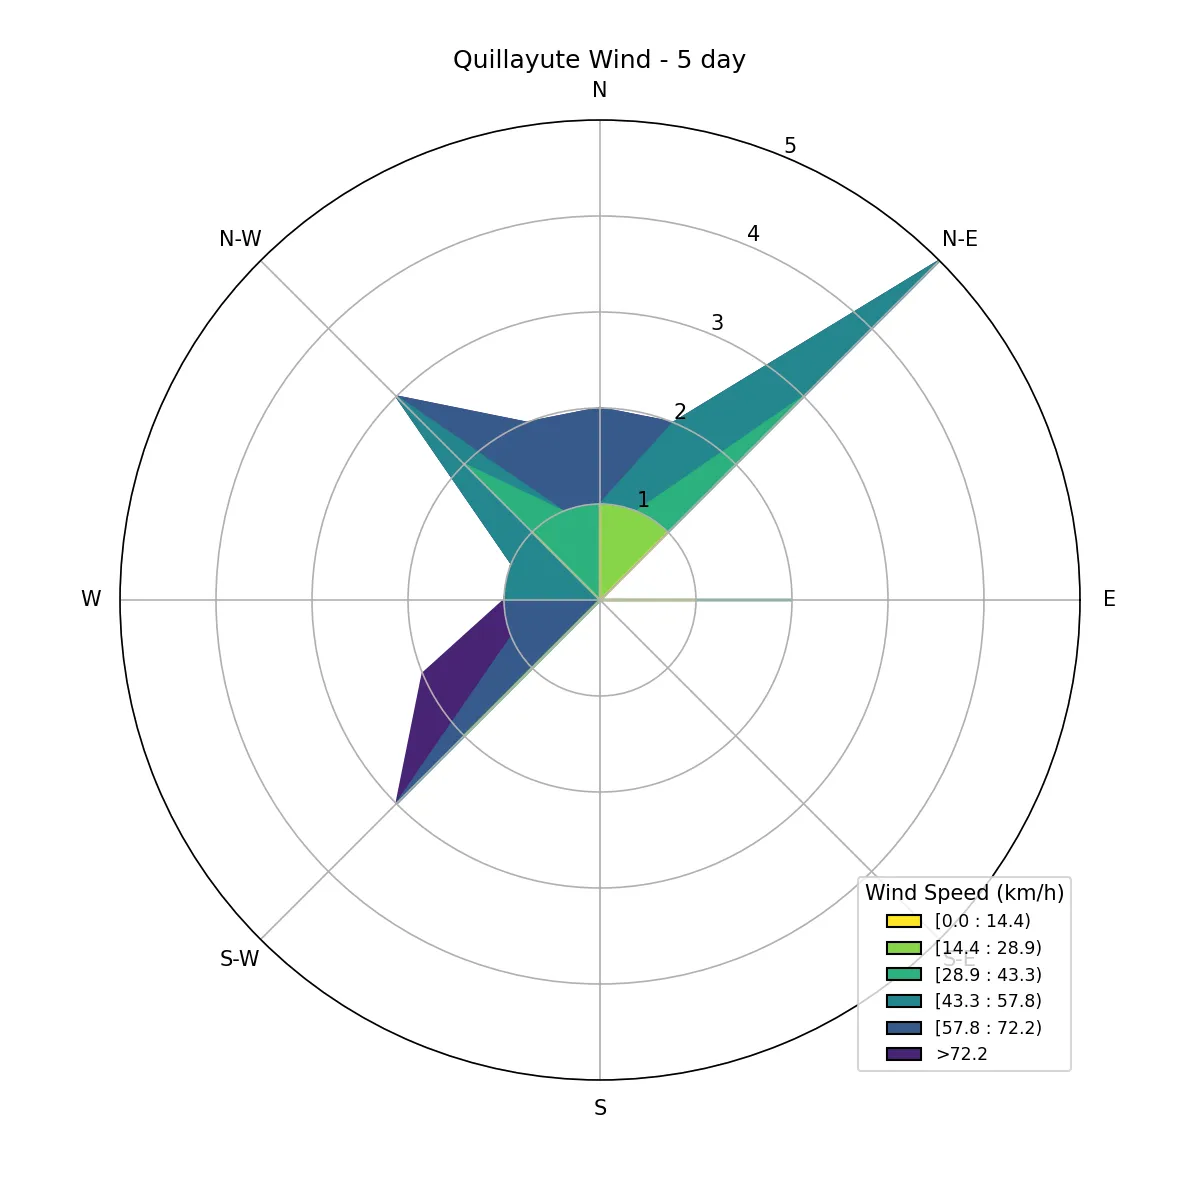 Quillayute Wind - 5 day
N
5
N-W
N-E
4
3
2
1
W
E
S-W
S-E
S
Wind Speed (km/h)
[0.0 : 14.4)
[14.4 : 28.9)
[28.9 : 43.3)
[43.3 : 57.8)
[57.8 : 72.2)
>72.2